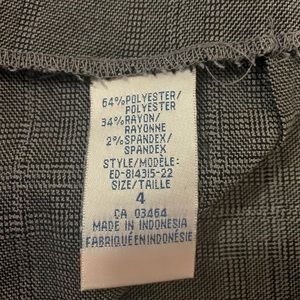 64%POLYESTER/
POLYESTER
34%RAYON/
RAYONNE
2%SPANDEX/
SPANDEX
STYLE/MODÈLE:
ED-814315-22
SIZE/TAILLE
4
CA 03464
MADE IN INDONESIA
FABRIQUÉ EN INDONÉSIE